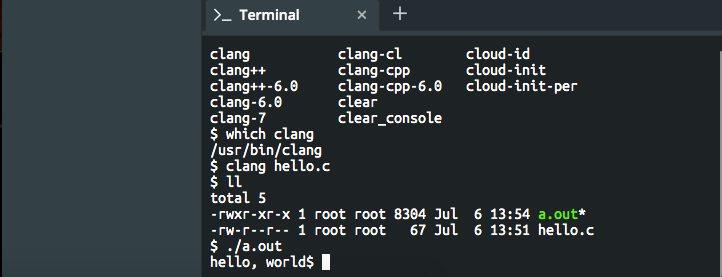 >_ Terminal × +
clang clang-cl cloud-id
clang++ clang-cpp cloud-init
clang++-6.0 clang-cpp-6.0 cloud-init-per
clang-6.0 clear
clang-7 clear_console
$ which clang
/usr/bin/clang
$ clang hello.c
$ ll
total 5
-rwxr-xr-x 1 root root 8304 Jul  6 13:54 a.out*
-rw-r--r-- 1 root root   67 Jul  6 13:51 hello.c
$ ./a.out
hello, world$